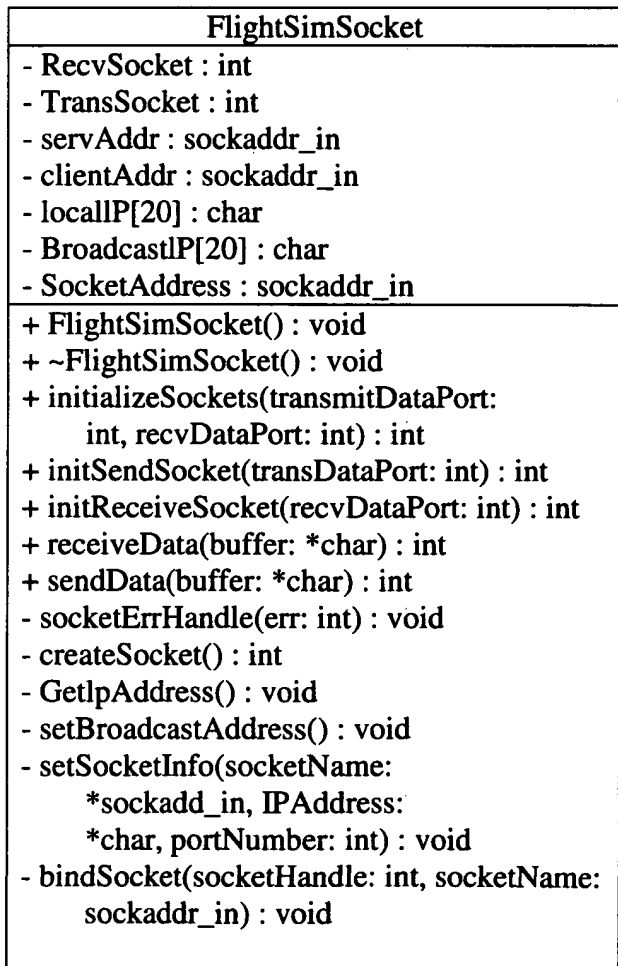 FlightSimSocket
- RecvSocket : int
- TransSocket : int
- servAddr : sockaddr_in
- clientAddr : sockaddr_in
- localIP[20] : char
- BroadcastIP[20] : char
- SocketAddress : sockaddr_in
+ FlightSimSocket() : void
+ ~FlightSimSocket() : void
+ initializeSockets(transmitDataPort:
int, recvDataPort: int) : int
+ initSendSocket(transDataPort: int) : int
+ initReceiveSocket(recvDataPort: int) : int
+ receiveData(buffer: *char) : int
+ sendData(buffer: *char) : int
- socketErrHandle(err: int) : void
- createSocket() : int
- GetIpAddress() : void
- setBroadcastAddress() : void
- setSocketInfo(socketName:
*sockadd_in, IPAddress:
*char, portNumber: int) : void
- bindSocket(socketHandle: int, socketName:
sockaddr_in) : void